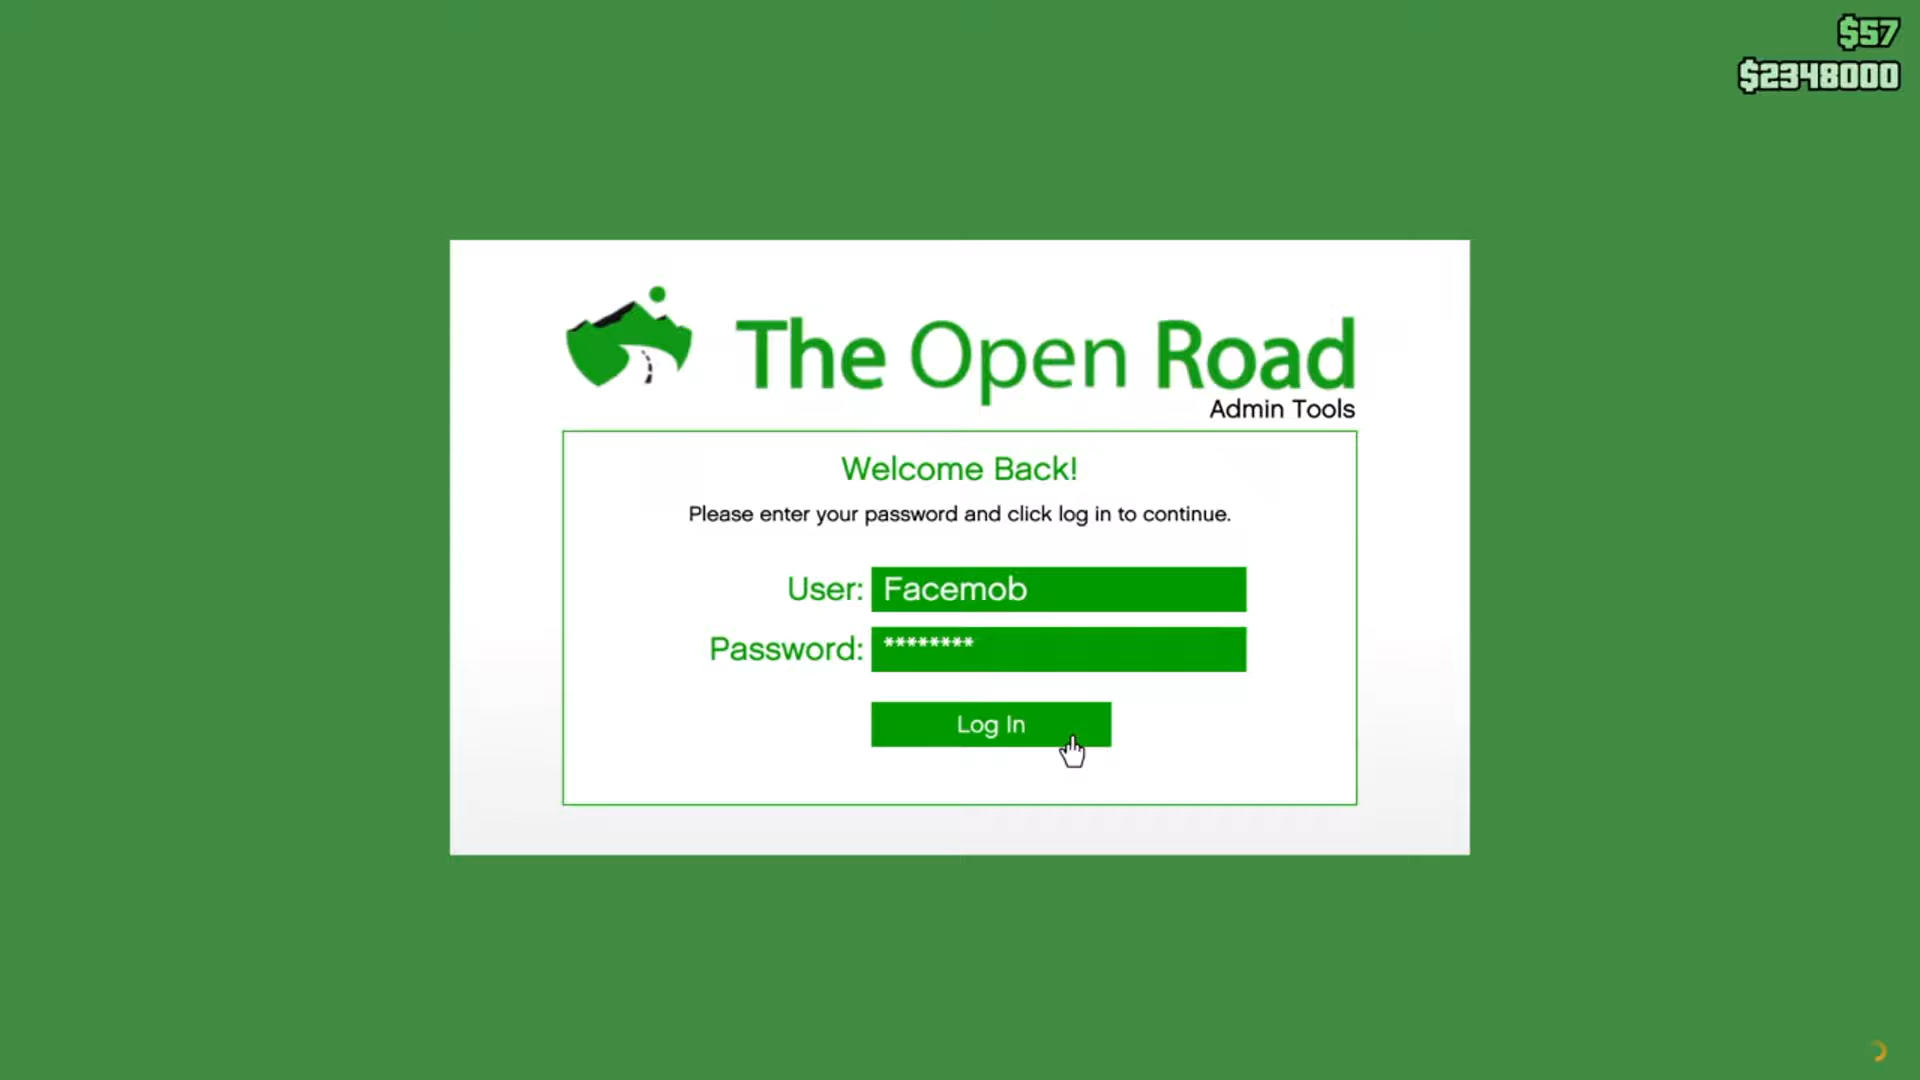 $57
$2348000
The Open Road
Admin Tools
Welcome Back!
Please enter your password and click log in to continue.
User: Facemob
Password: ********
Log In